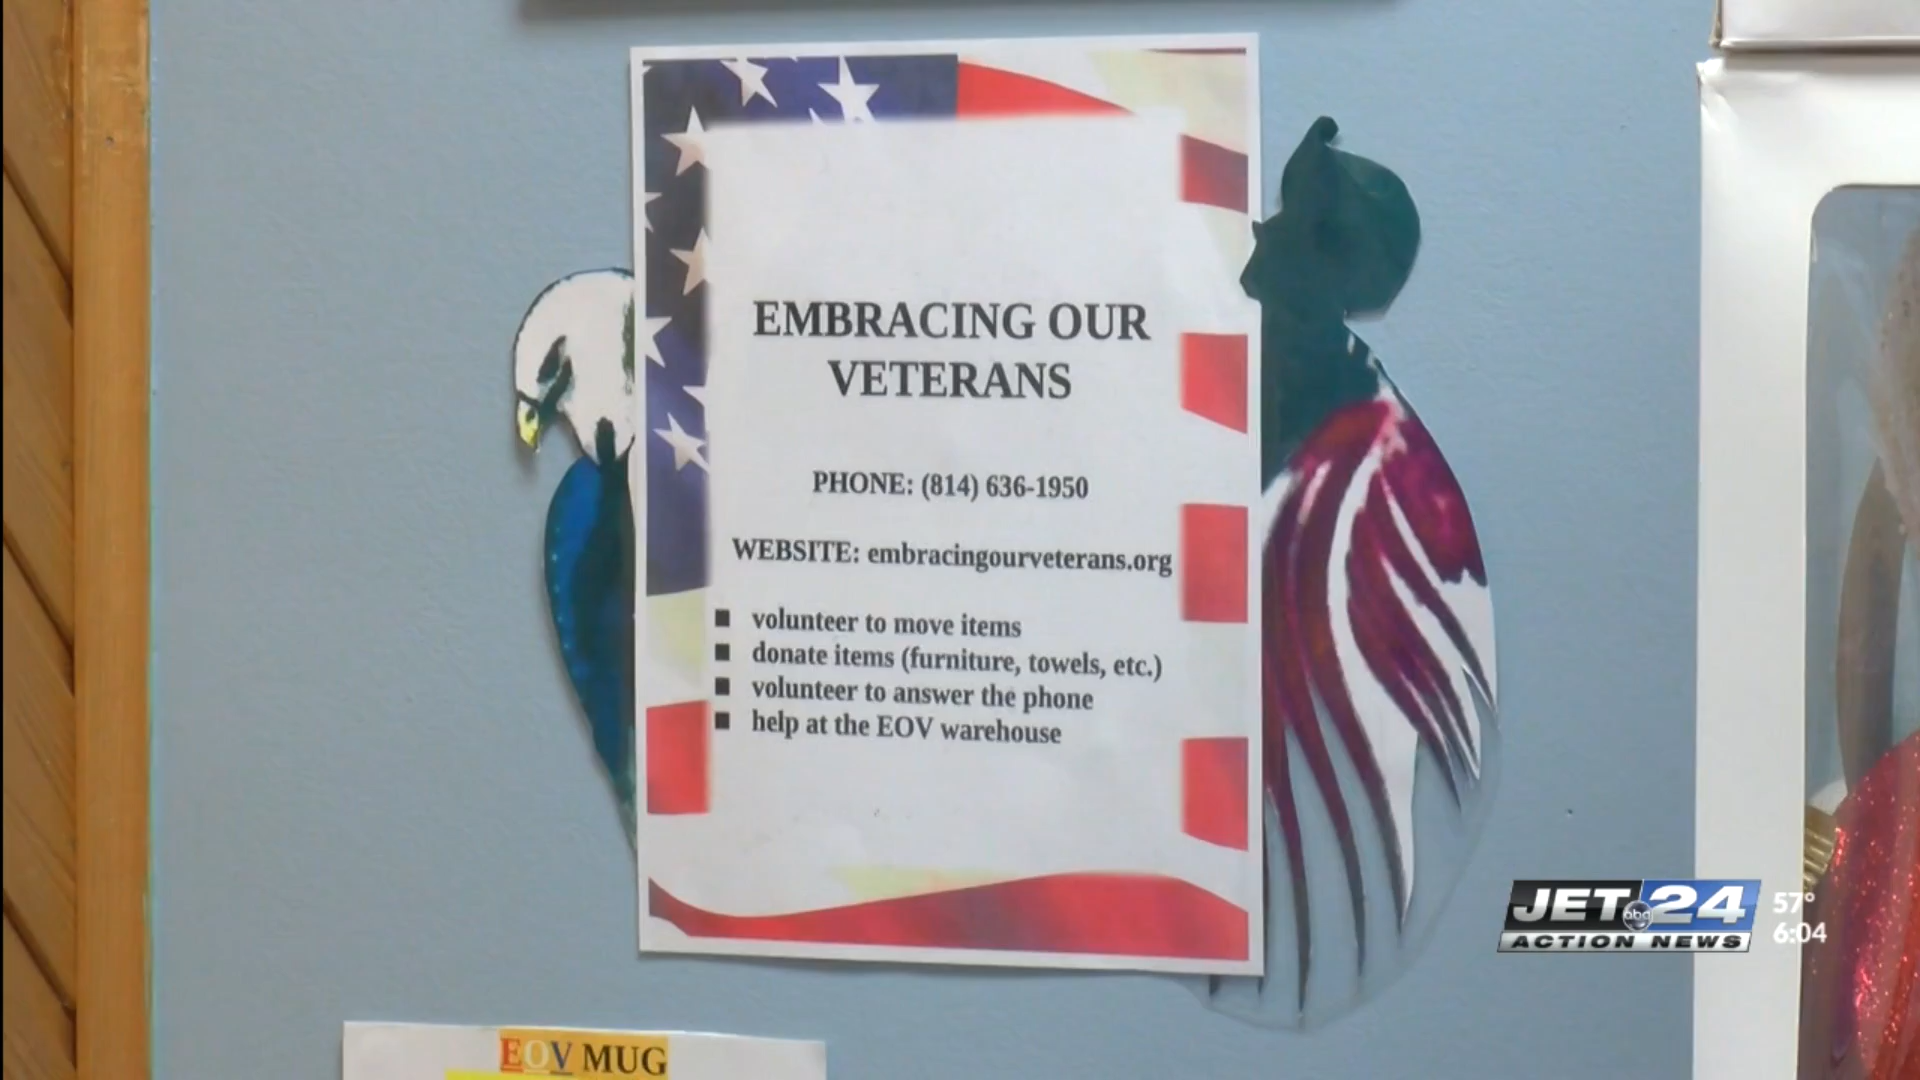 EMBRACING OUR
VETERANS
PHONE: (814) 636-1950
WEBSITE: embracingourveterans.org
■ volunteer to move items
■ donate items (furniture, towels, etc.)
■ volunteer to answer the phone
■ help at the EOV warehouse
EOV MUG
JET abc 24
ACTION NEWS
57°
6:04